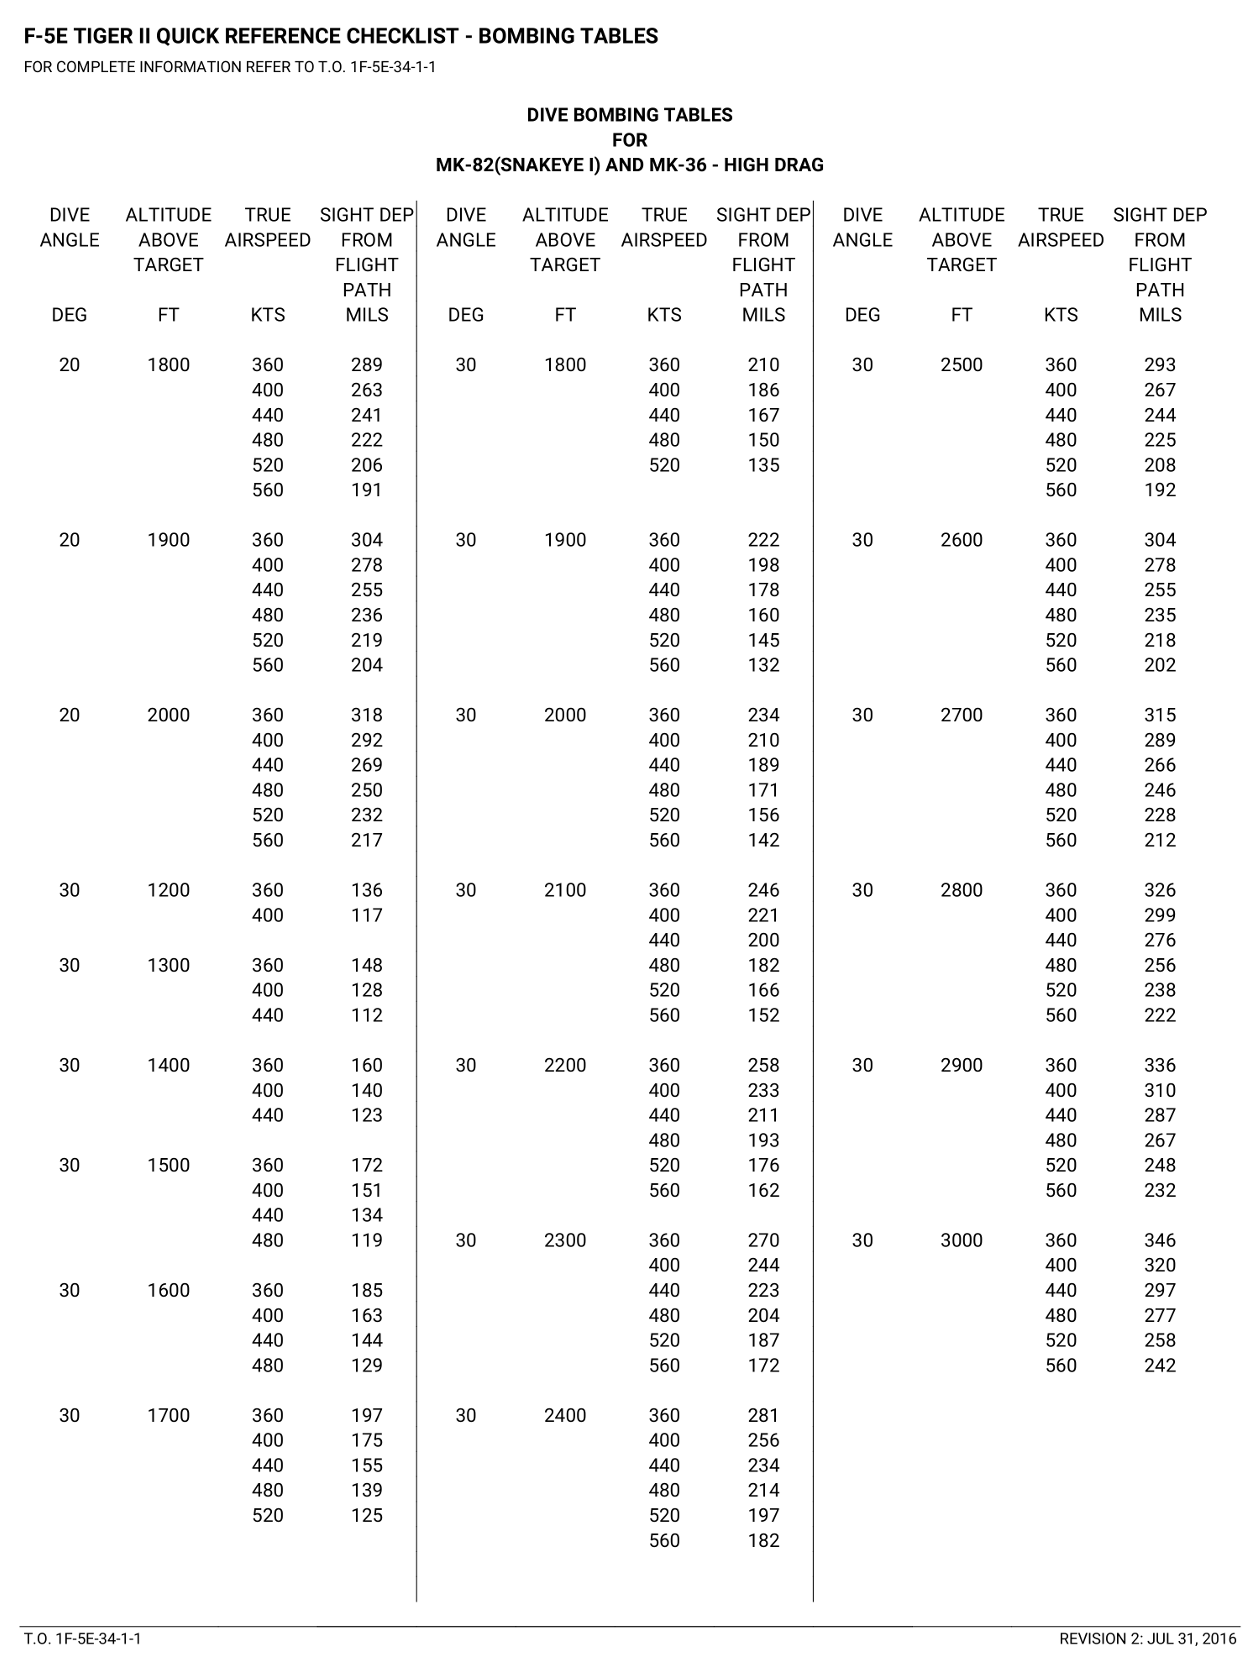 F-5E TIGER II QUICK REFERENCE CHECKLIST - BOMBING TABLES
FOR COMPLETE INFORMATION REFER TO T.O. 1F-5E-34-1-1
DIVE BOMBING TABLES
FOR
MK-82(SNAKEYE I) AND MK-36 - HIGH DRAG
DIVE ALTITUDE TRUE SIGHT DEP DIVE ALTITUDE TRUE SIGHT DEP DIVE ALTITUDE TRUE SIGHT DEP
ANGLE ABOVE AIRSPEED FROM ANGLE ABOVE AIRSPEED FROM ANGLE ABOVE AIRSPEED FROM
TARGET FLIGHT TARGET FLIGHT TARGET FLIGHT
PATH PATH PATH
DEG FT KTS MILS DEG FT KTS MILS DEG FT KTS MILS
20 1800 360 289 30 1800 360 210 30 2500 360 293
400 263 400 186 400 267
440 241 440 167 440 244
480 222 480 150 480 225
520 206 520 135 520 208
560 191 560 192
20 1900 360 304 30 1900 360 222 30 2600 360 304
400 278 400 198 400 278
440 255 440 178 440 255
480 236 480 160 480 235
520 219 520 145 520 218
560 204 560 132 560 202
20 2000 360 318 30 2000 360 234 30 2700 360 315
400 292 400 210 400 289
440 269 440 189 440 266
480 250 480 171 480 246
520 232 520 156 520 228
560 217 560 142 560 212
30 1200 360 136 30 2100 360 246 30 2800 360 326
400 117 400 221 400 299
440 200 440 276
30 1300 360 148 480 182 480 256
400 128 520 166 520 238
440 112 560 152 560 222
30 1400 360 160 30 2200 360 258 30 2900 360 336
400 140 400 233 400 310
440 123 440 211 440 287
480 193 480 267
30 1500 360 172 520 176 520 248
400 151 560 162 560 232
440 134
480 119 30 2300 360 270 30 3000 360 346
400 244 400 320
30 1600 360 185 440 223 440 297
400 163 480 204 480 277
440 144 520 187 520 258
480 129 560 172 560 242
30 1700 360 197 30 2400 360 281
400 175 400 256
440 155 440 234
480 139 480 214
520 125 520 197
560 182
T.O. 1F-5E-34-1-1 REVISION 2: JUL 31, 2016